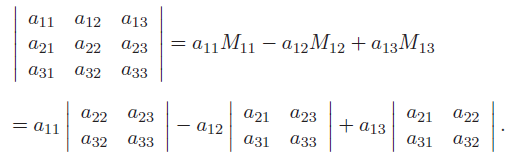 | a₁₁ a₁₂ a₁₃ |
| a₂₁ a₂₂ a₂₃ | = a₁₁M₁₁ − a₁₂M₁₂ + a₁₃M₁₃
| a₃₁ a₃₂ a₃₃ |
= a₁₁ | a₂₂ a₂₃ ; a₃₂ a₃₃ | − a₁₂ | a₂₁ a₂₃ ; a₃₁ a₃₃ | + a₁₃ | a₂₁ a₂₂ ; a₃₁ a₃₂ | .